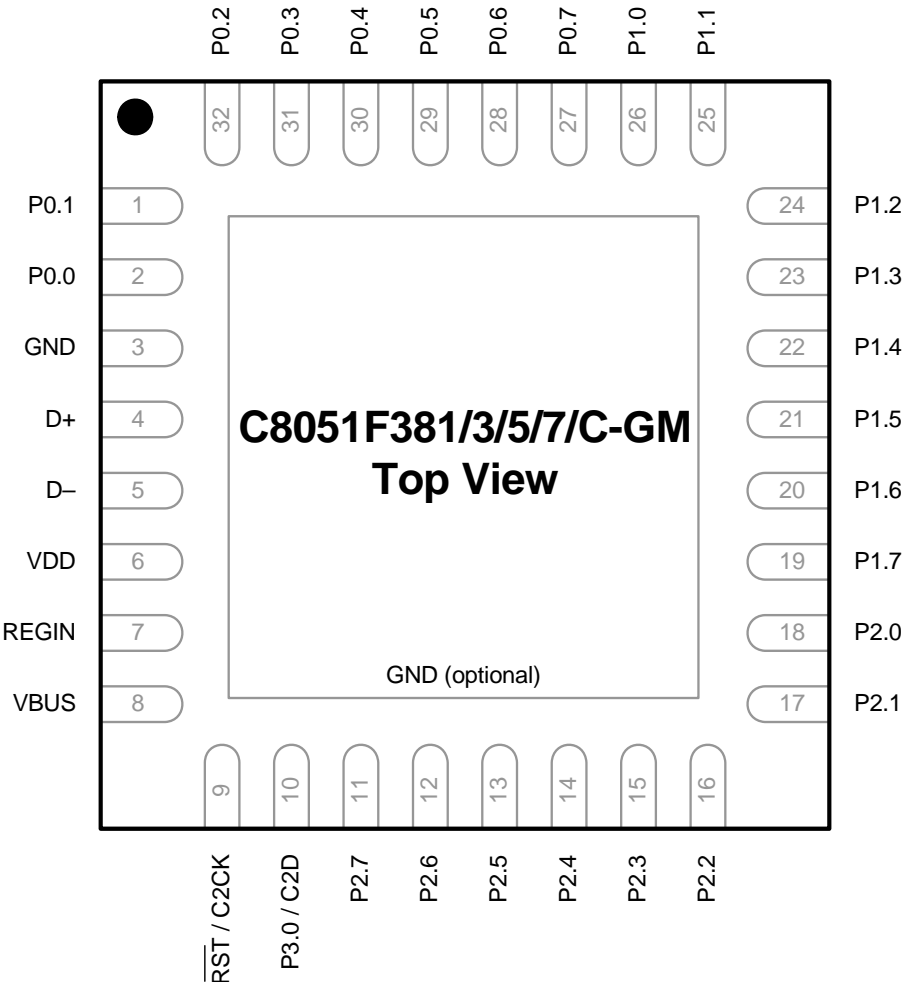 P0.2
P0.3
P0.4
P0.5
P0.6
P0.7
P1.0
P1.1
32
31
30
29
28
27
26
25
P0.1
1
P0.0
2
GND
3
D+
4
D–
5
VDD
6
REGIN
7
VBUS
8
C8051F381/3/5/7/C-GM
Top View
GND (optional)
24
P1.2
23
P1.3
22
P1.4
21
P1.5
20
P1.6
19
P1.7
18
P2.0
17
P2.1
9
10
11
12
13
14
15
16
RST / C2CK
P3.0 / C2D
P2.7
P2.6
P2.5
P2.4
P2.3
P2.2